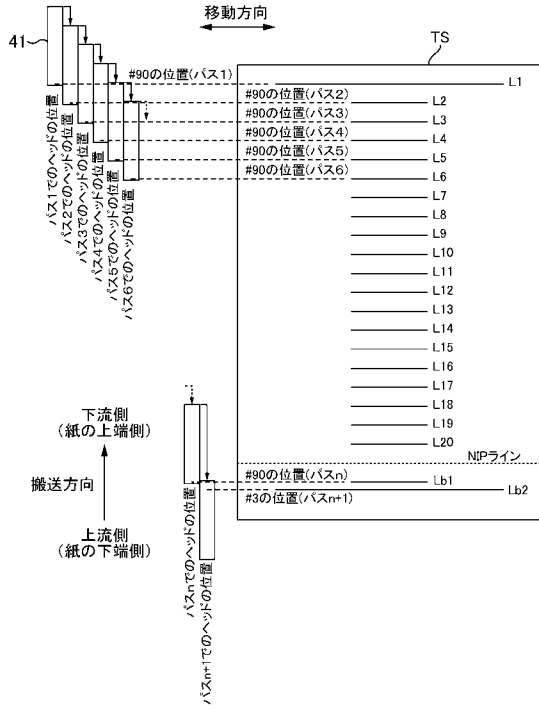 移動方向
41
TS
#90の位置(パス1)
L1
#90の位置(パス2)
L2
#90の位置(パス3)
L3
#90の位置(パス4)
L4
#90の位置(パス5)
L5
#90の位置(パス6)
L6
L7
L8
L9
L10
L11
L12
L13
L14
L15
L16
L17
L18
L19
L20
パス1でのヘッドの位置
パス2でのヘッドの位置
パス3でのヘッドの位置
パス4でのヘッドの位置
パス5でのヘッドの位置
パス6でのヘッドの位置
下流側
(紙の上端側)
搬送方向
上流側
(紙の下端側)
NIPライン
#90の位置(パスn)
Lb1
#3の位置(パスn+1)
Lb2
パスnでのヘッドの位置
パスn+1でのヘッドの位置